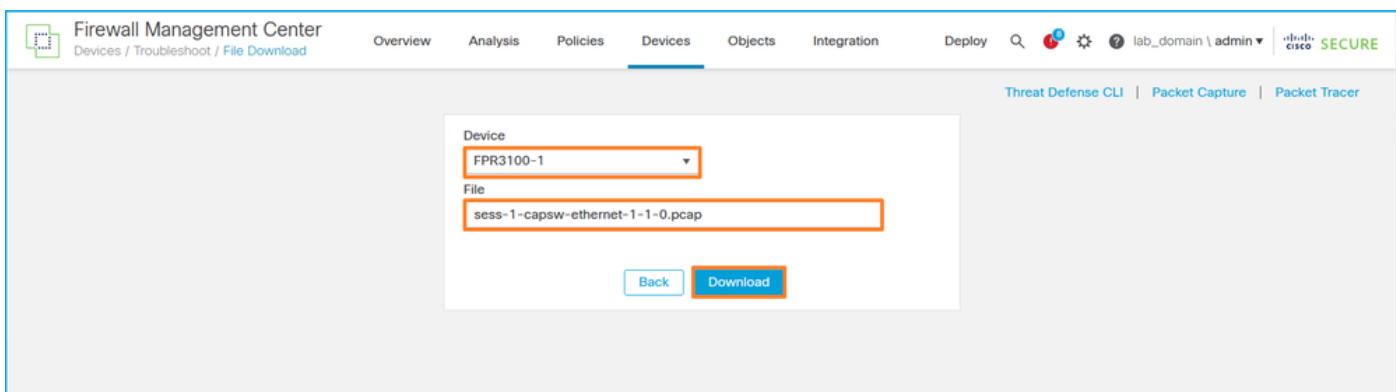 Firewall Management Center
Devices / Troubleshoot / File Download
Overview Analysis Policies Devices Objects Integration Deploy 8 lab_domain \ admin cisco SECURE
Threat Defense CLI | Packet Capture | Packet Tracer
Device
FPR3100-1
File
sess-1-capsw-ethernet-1-1-0.pcap
Back Download